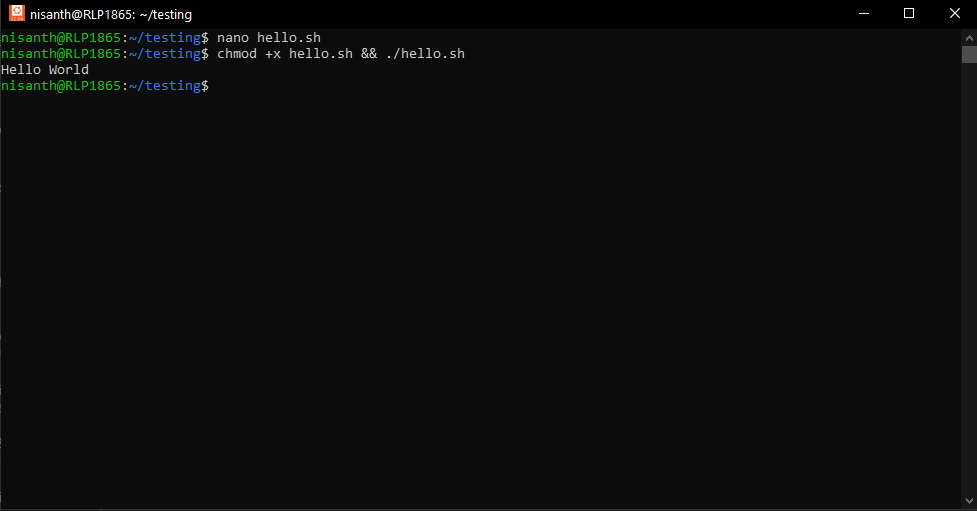 nisanth@RLP1865: ~/testing
nisanth@RLP1865:~/testing$ nano hello.sh
nisanth@RLP1865:~/testing$ chmod +x hello.sh && ./hello.sh
Hello World
nisanth@RLP1865:~/testing$